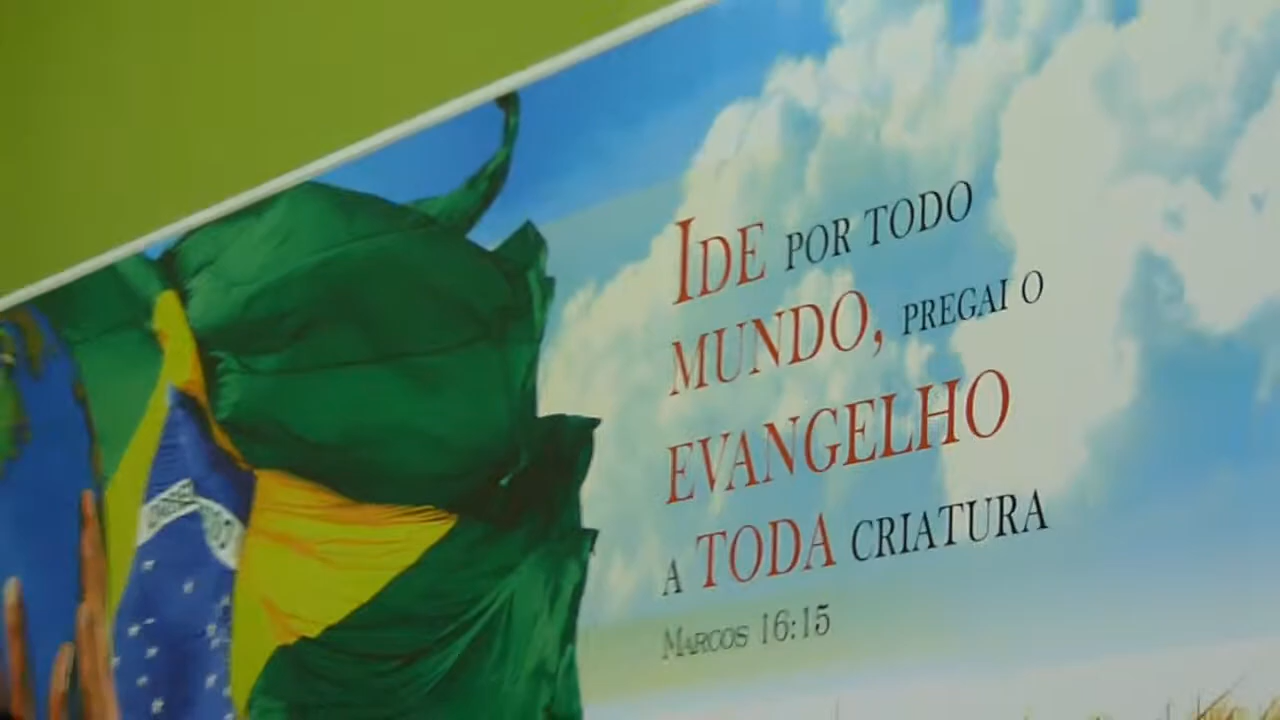 IDE POR TODO
MUNDO, PREGAI O
EVANGELHO
A TODA CRIATURA
MARCOS 16:15